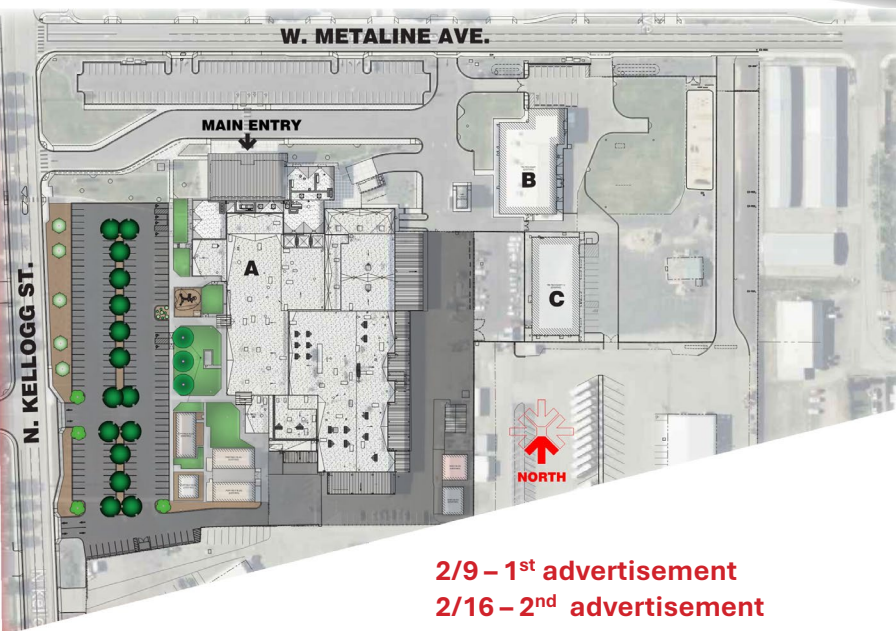 W. METALINE AVE.
MAIN ENTRY
N. KELLOGG ST.
A
B
C
NORTH
2/9 – 1st advertisement
2/16 – 2nd advertisement